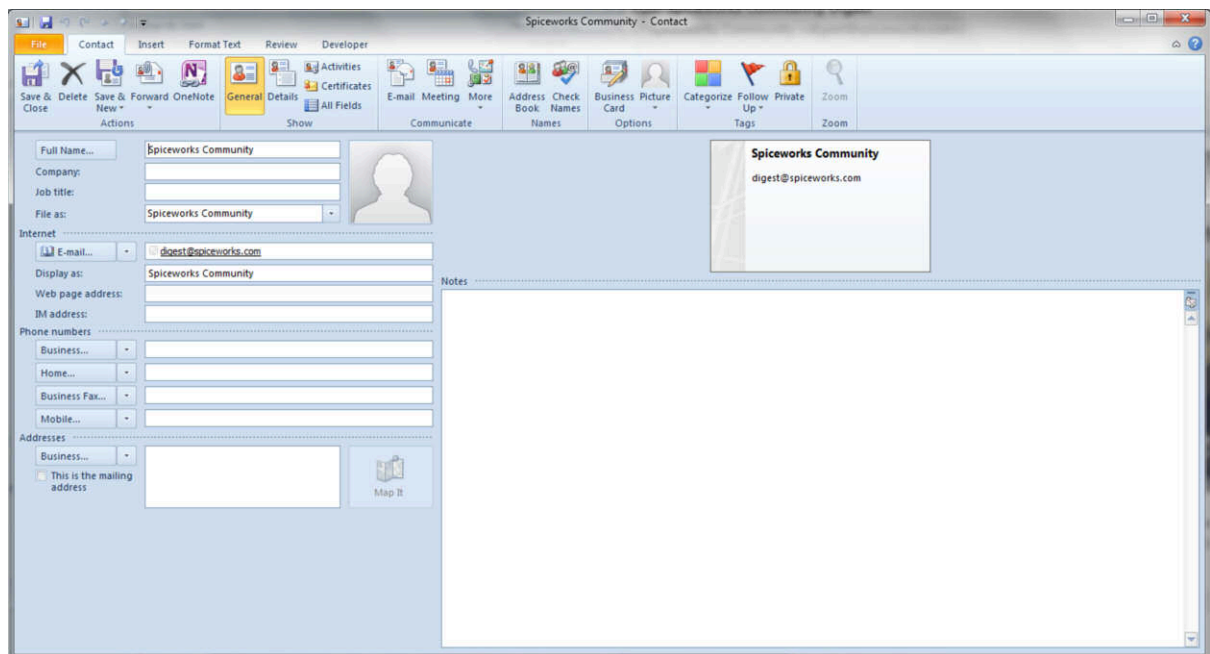 Spiceworks Community - Contact
File Contact Insert Format Text Review Developer
Save & Close Delete Save & New Forward OneNote General Details Activities Certificates All Fields E-mail Meeting More Address Book Check Names Business Card Picture Categorize Follow Up Private Zoom
Actions Show Communicate Names Options Tags Zoom
Full Name... Spiceworks Community
Company:
Job title:
File as: Spiceworks Community
Internet
E-mail... digest@spiceworks.com
Display as: Spiceworks Community
Web page address:
IM address:
Phone numbers
Business...
Home...
Business Fax...
Mobile...
Addresses
Business...
This is the mailing
address
Map It
Spiceworks Community
digest@spiceworks.com
Notes